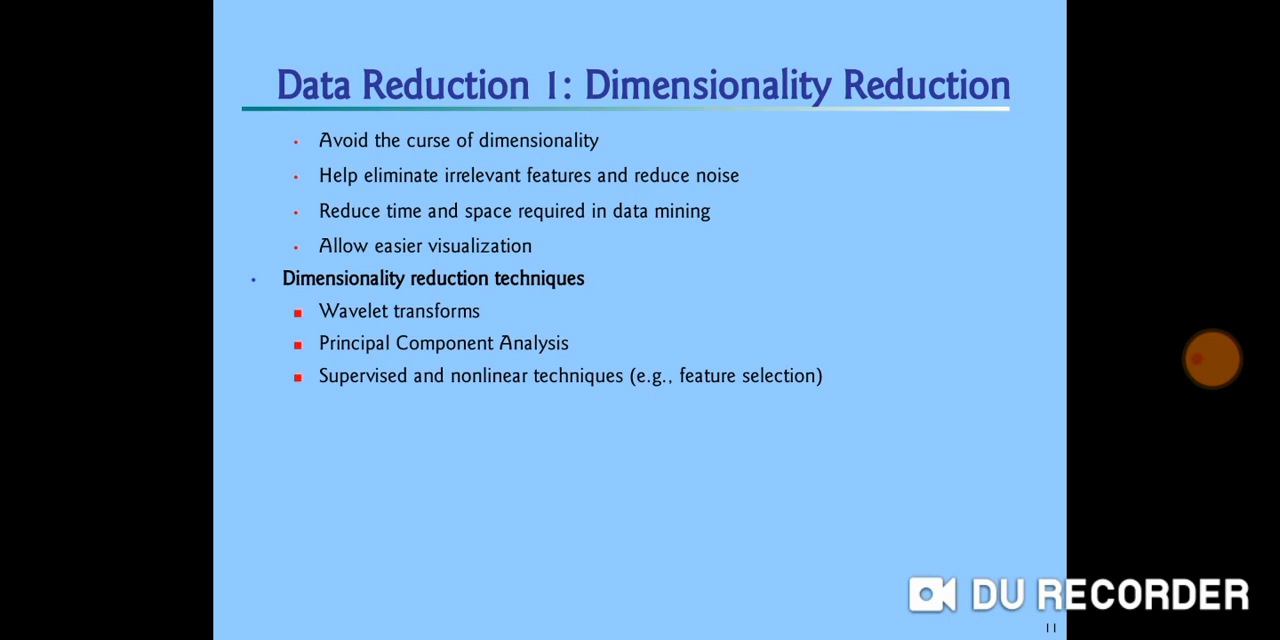 Data Reduction 1: Dimensionality Reduction
Avoid the curse of dimensionality
Help eliminate irrelevant features and reduce noise
Reduce time and space required in data mining
Allow easier visualization
Dimensionality reduction techniques
Wavelet transforms
Principal Component Analysis
Supervised and nonlinear techniques (e.g., feature selection)
DU RECORDER
11